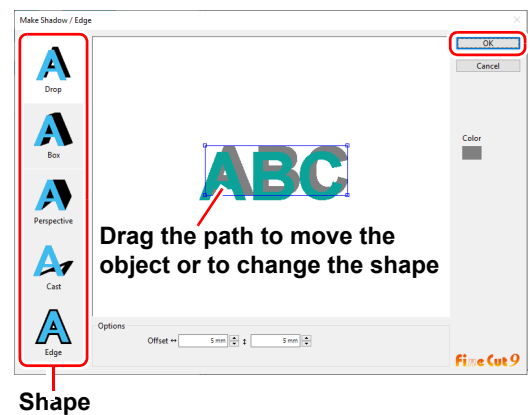 Make Shadow / Edge
OK
Cancel
A
Drop
A
Box
A
Perspective
A
Cast
A
Edge
Color
ABC
Drag the path to move the
object or to change the shape
Options
Offset ↔ 5 mm ↕ 5 mm
Fine Cut 9
Shape